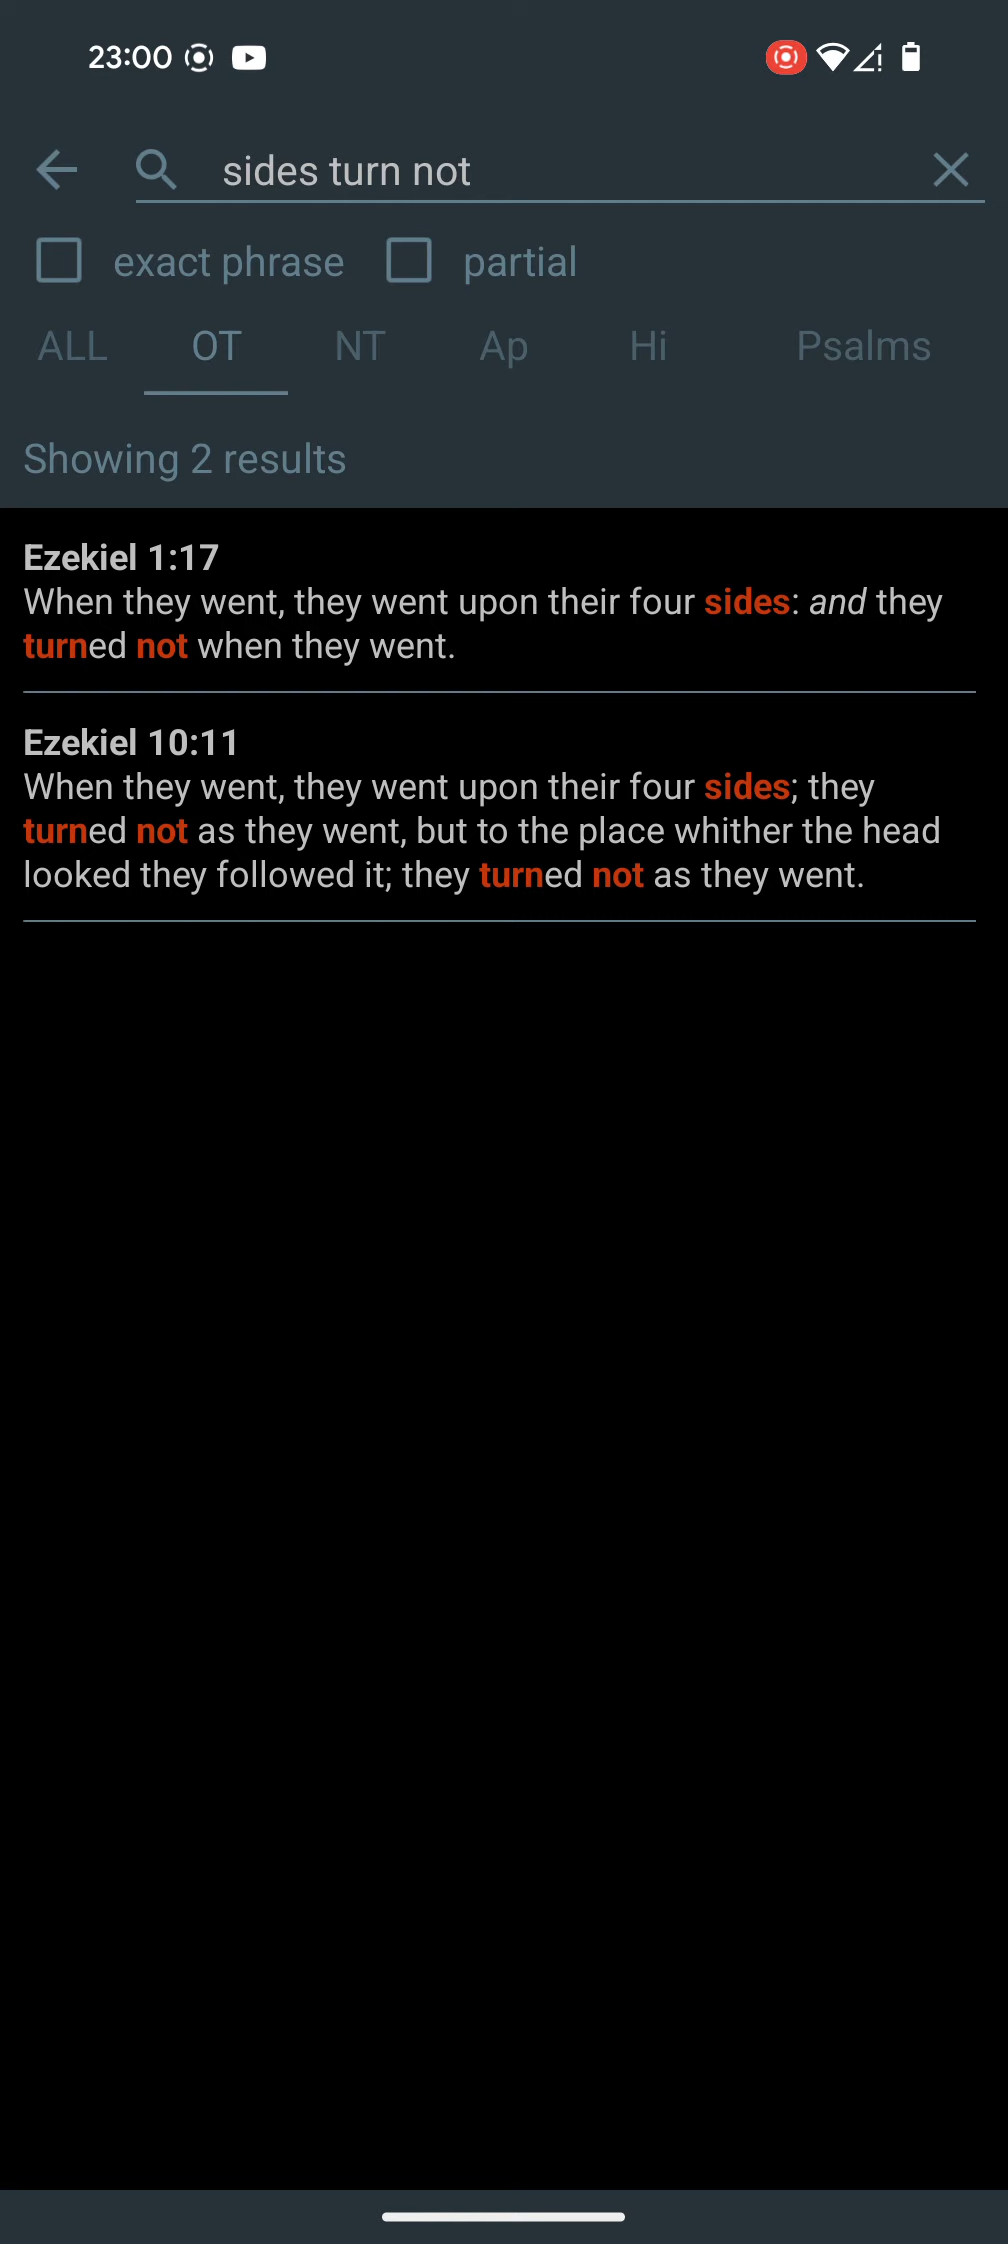 23:00
sides turn not
exact phrase partial
ALL OT NT Ap Hi Psalms
Showing 2 results
Ezekiel 1:17
When they went, they went upon their four sides: and they
turned not when they went.
Ezekiel 10:11
When they went, they went upon their four sides; they
turned not as they went, but to the place whither the head
looked they followed it; they turned not as they went.